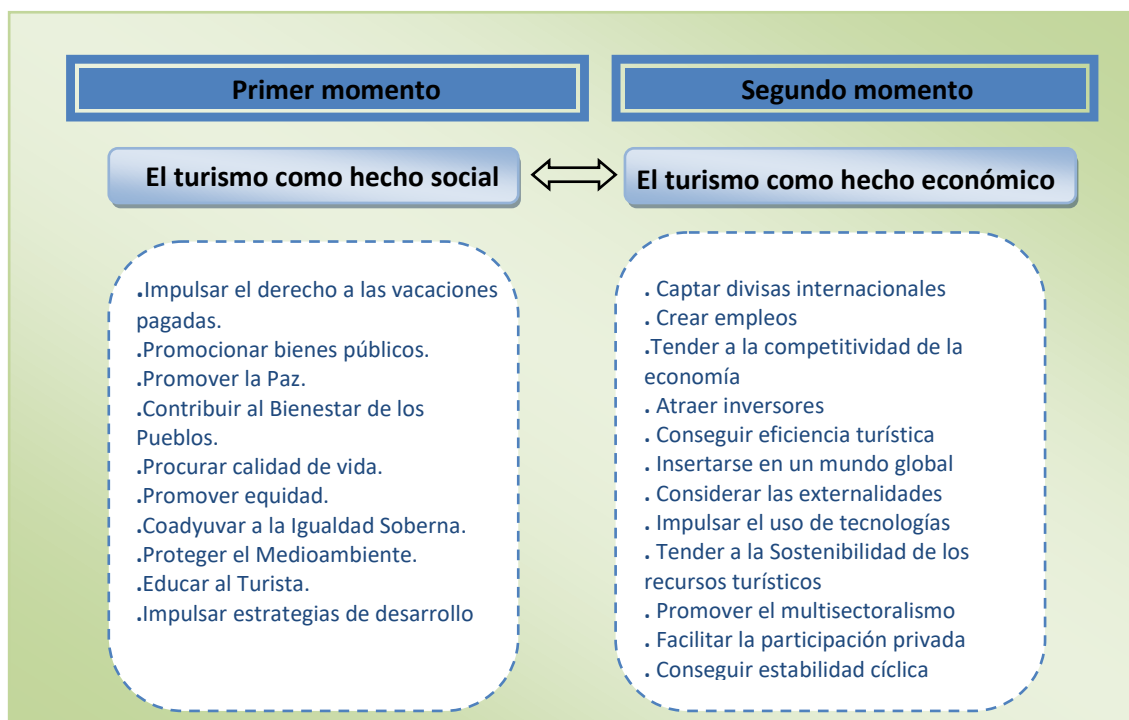 Primer momento
Segundo momento
El turismo como hecho social
El turismo como hecho económico
.Impulsar el derecho a las vacaciones
pagadas.
.Promocionar bienes públicos.
.Promover la Paz.
.Contribuir al Bienestar de los
Pueblos.
.Procurar calidad de vida.
.Promover equidad.
.Coadyuvar a la Igualdad Soberna.
.Proteger el Medioambiente.
.Educar al Turista.
.Impulsar estrategias de desarrollo
. Captar divisas internacionales
. Crear empleos
.Tender a la competitividad de la
economía
. Atraer inversores
. Conseguir eficiencia turística
. Insertarse en un mundo global
. Considerar las externalidades
. Impulsar el uso de tecnologías
. Tender a la Sostenibilidad de los
recursos turísticos
. Promover el multisectoralismo
. Facilitar la participación privada
. Conseguir estabilidad cíclica